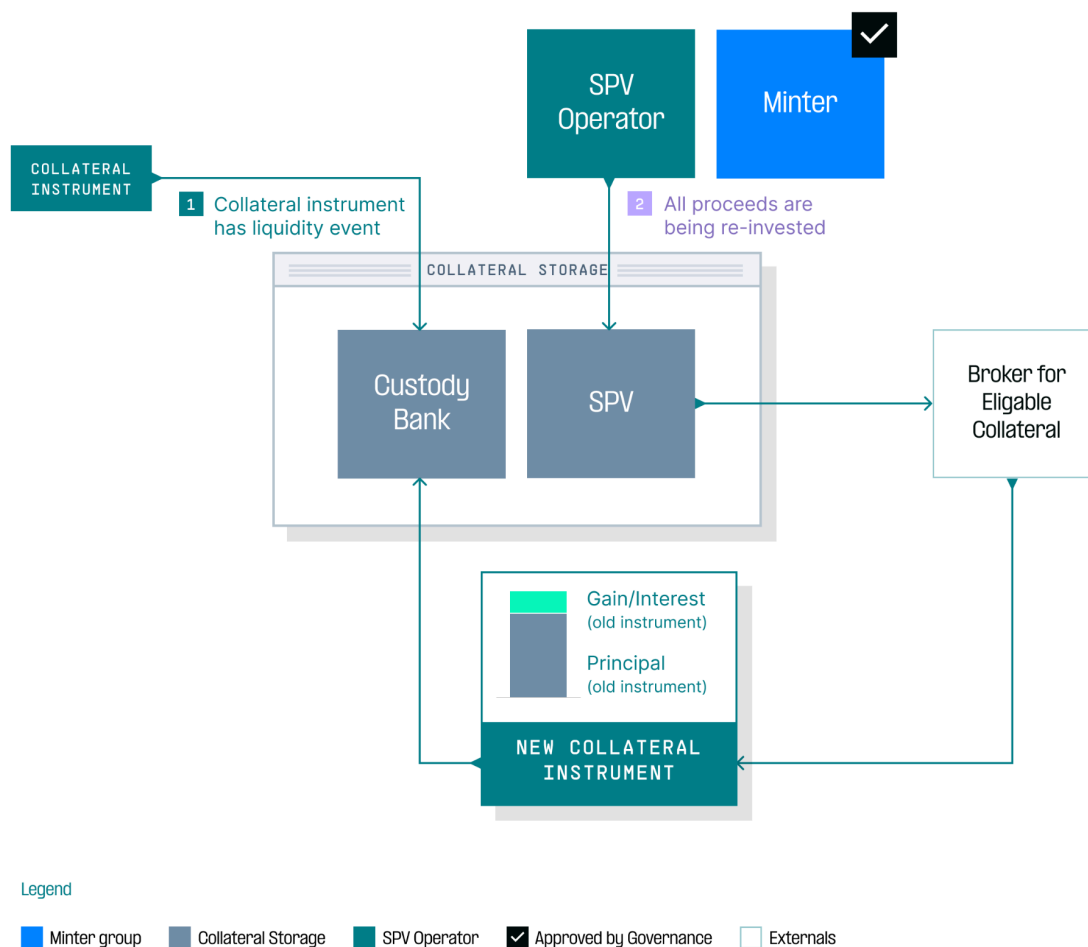 SPV
Operator
Minter
COLLATERAL
INSTRUMENT
1 Collateral instrument
has liquidity event
2 All proceeds are
being re-invested
COLLATERAL STORAGE
Custody
Bank
SPV
Broker for
Eligable
Collateral
Gain/Interest
(old instrument)
Principal
(old instrument)
NEW COLLATERAL
INSTRUMENT
Legend
Minter group
Collateral Storage
SPV Operator
Approved by Governance
Externals